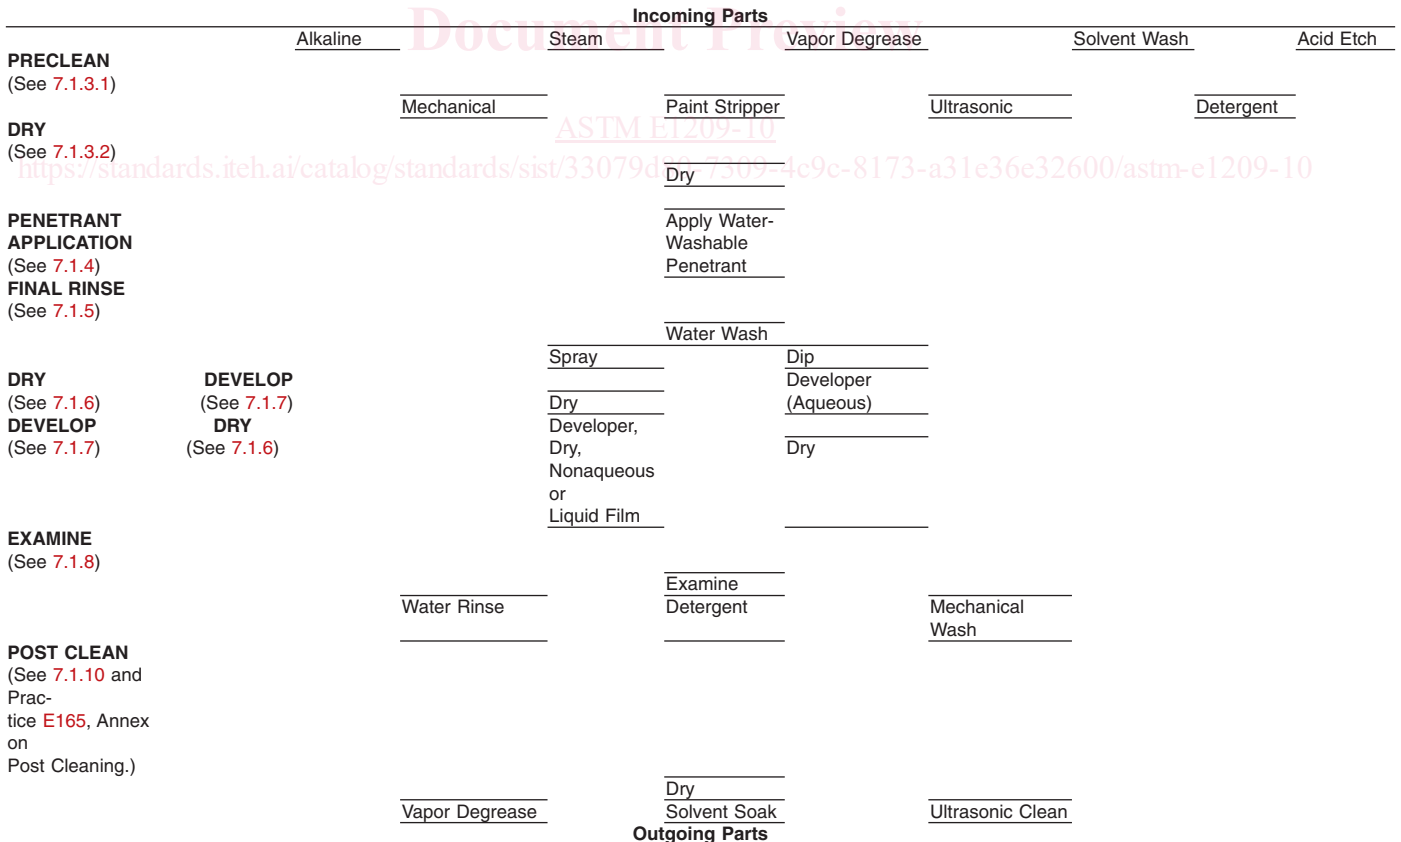 Document Preview
Incoming Parts
Alkaline Steam Vapor Degrease Solvent Wash Acid Etch
PRECLEAN
(See 7.1.3.1)
Mechanical Paint Stripper Ultrasonic Detergent
ASTM E1209-10
DRY
(See 7.1.3.2)
https://standards.iteh.ai/catalog/standards/sist/33079d80-7309-4c9c-8173-a31e36e32600/astm-e1209-10
Dry
PENETRANT Apply Water-
APPLICATION Washable
(See 7.1.4) Penetrant
FINAL RINSE
(See 7.1.5)
Water Wash
Spray Dip
DRY DEVELOP Developer
(See 7.1.6) (See 7.1.7) Dry (Aqueous)
DEVELOP DRY Developer,
(See 7.1.7) (See 7.1.6) Dry, Dry
Nonaqueous
or
Liquid Film
EXAMINE
(See 7.1.8)
Examine
Water Rinse Detergent Mechanical
Wash
POST CLEAN
(See 7.1.10 and
Prac-
tice E165, Annex
on
Post Cleaning.)
Dry
Vapor Degrease Solvent Soak Ultrasonic Clean
Outgoing Parts